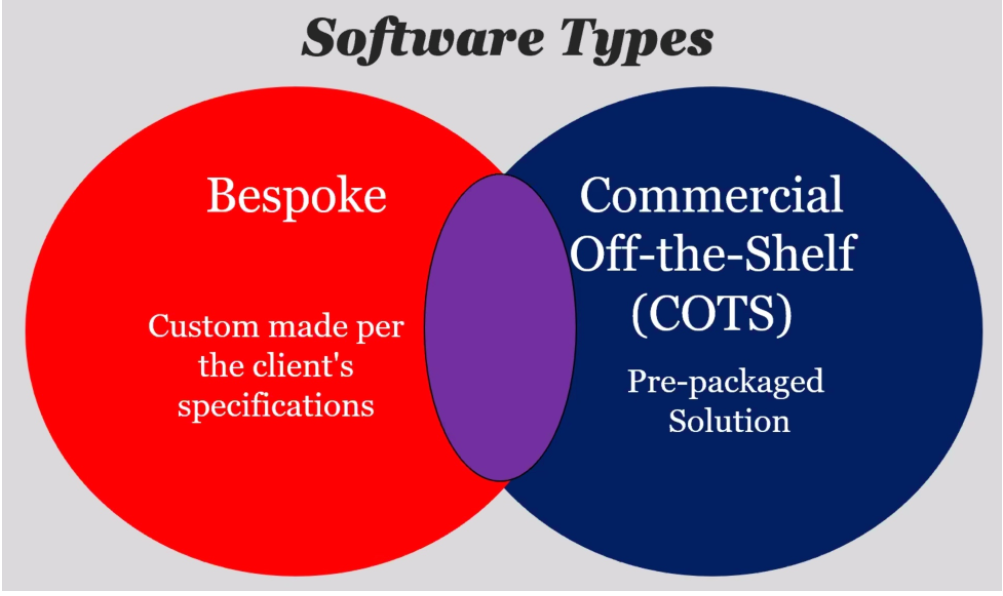 Software Types
Bespoke
Custom made per
the client's
specifications
Commercial
Off-the-Shelf
(COTS)
Pre-packaged
Solution